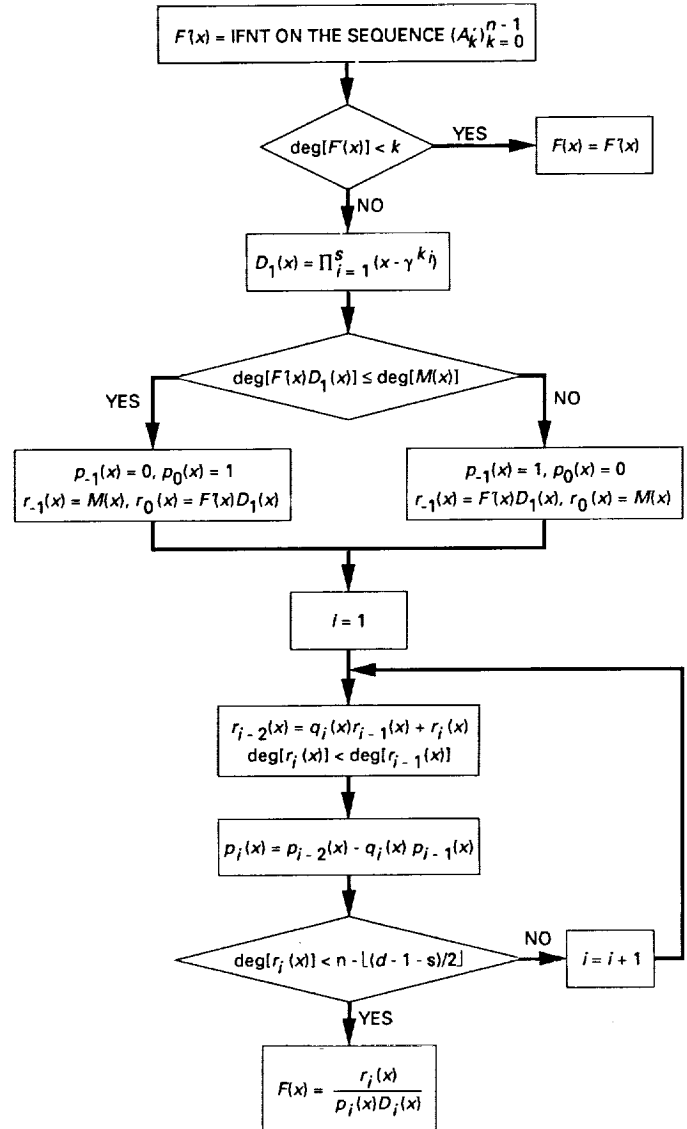 F'(x) = IFNT ON THE SEQUENCE (A'_k)_{k=0}^{n-1}
deg[F'(x)] < k
YES
F(x) = F'(x)
NO
D_1(x) = Π_{i=1}^{s} (x - γ^{k_i})
deg[F'(x)D_1(x)] ≤ deg[M(x)]
YES
NO
p_{-1}(x) = 0, p_0(x) = 1
r_{-1}(x) = M(x), r_0(x) = F'(x)D_1(x)
p_{-1}(x) = 1, p_0(x) = 0
r_{-1}(x) = F'(x)D_1(x), r_0(x) = M(x)
i = 1
r_{i-2}(x) = q_i(x)r_{i-1}(x) + r_i(x)
deg[r_i(x)] < deg[r_{i-1}(x)]
p_i(x) = p_{i-2}(x) - q_i(x) p_{i-1}(x)
deg[r_i(x)] < n - ⌊(d - 1 - s)/2⌋
NO
i = i + 1
YES
F(x) = r_i(x) / p_i(x)D_i(x)